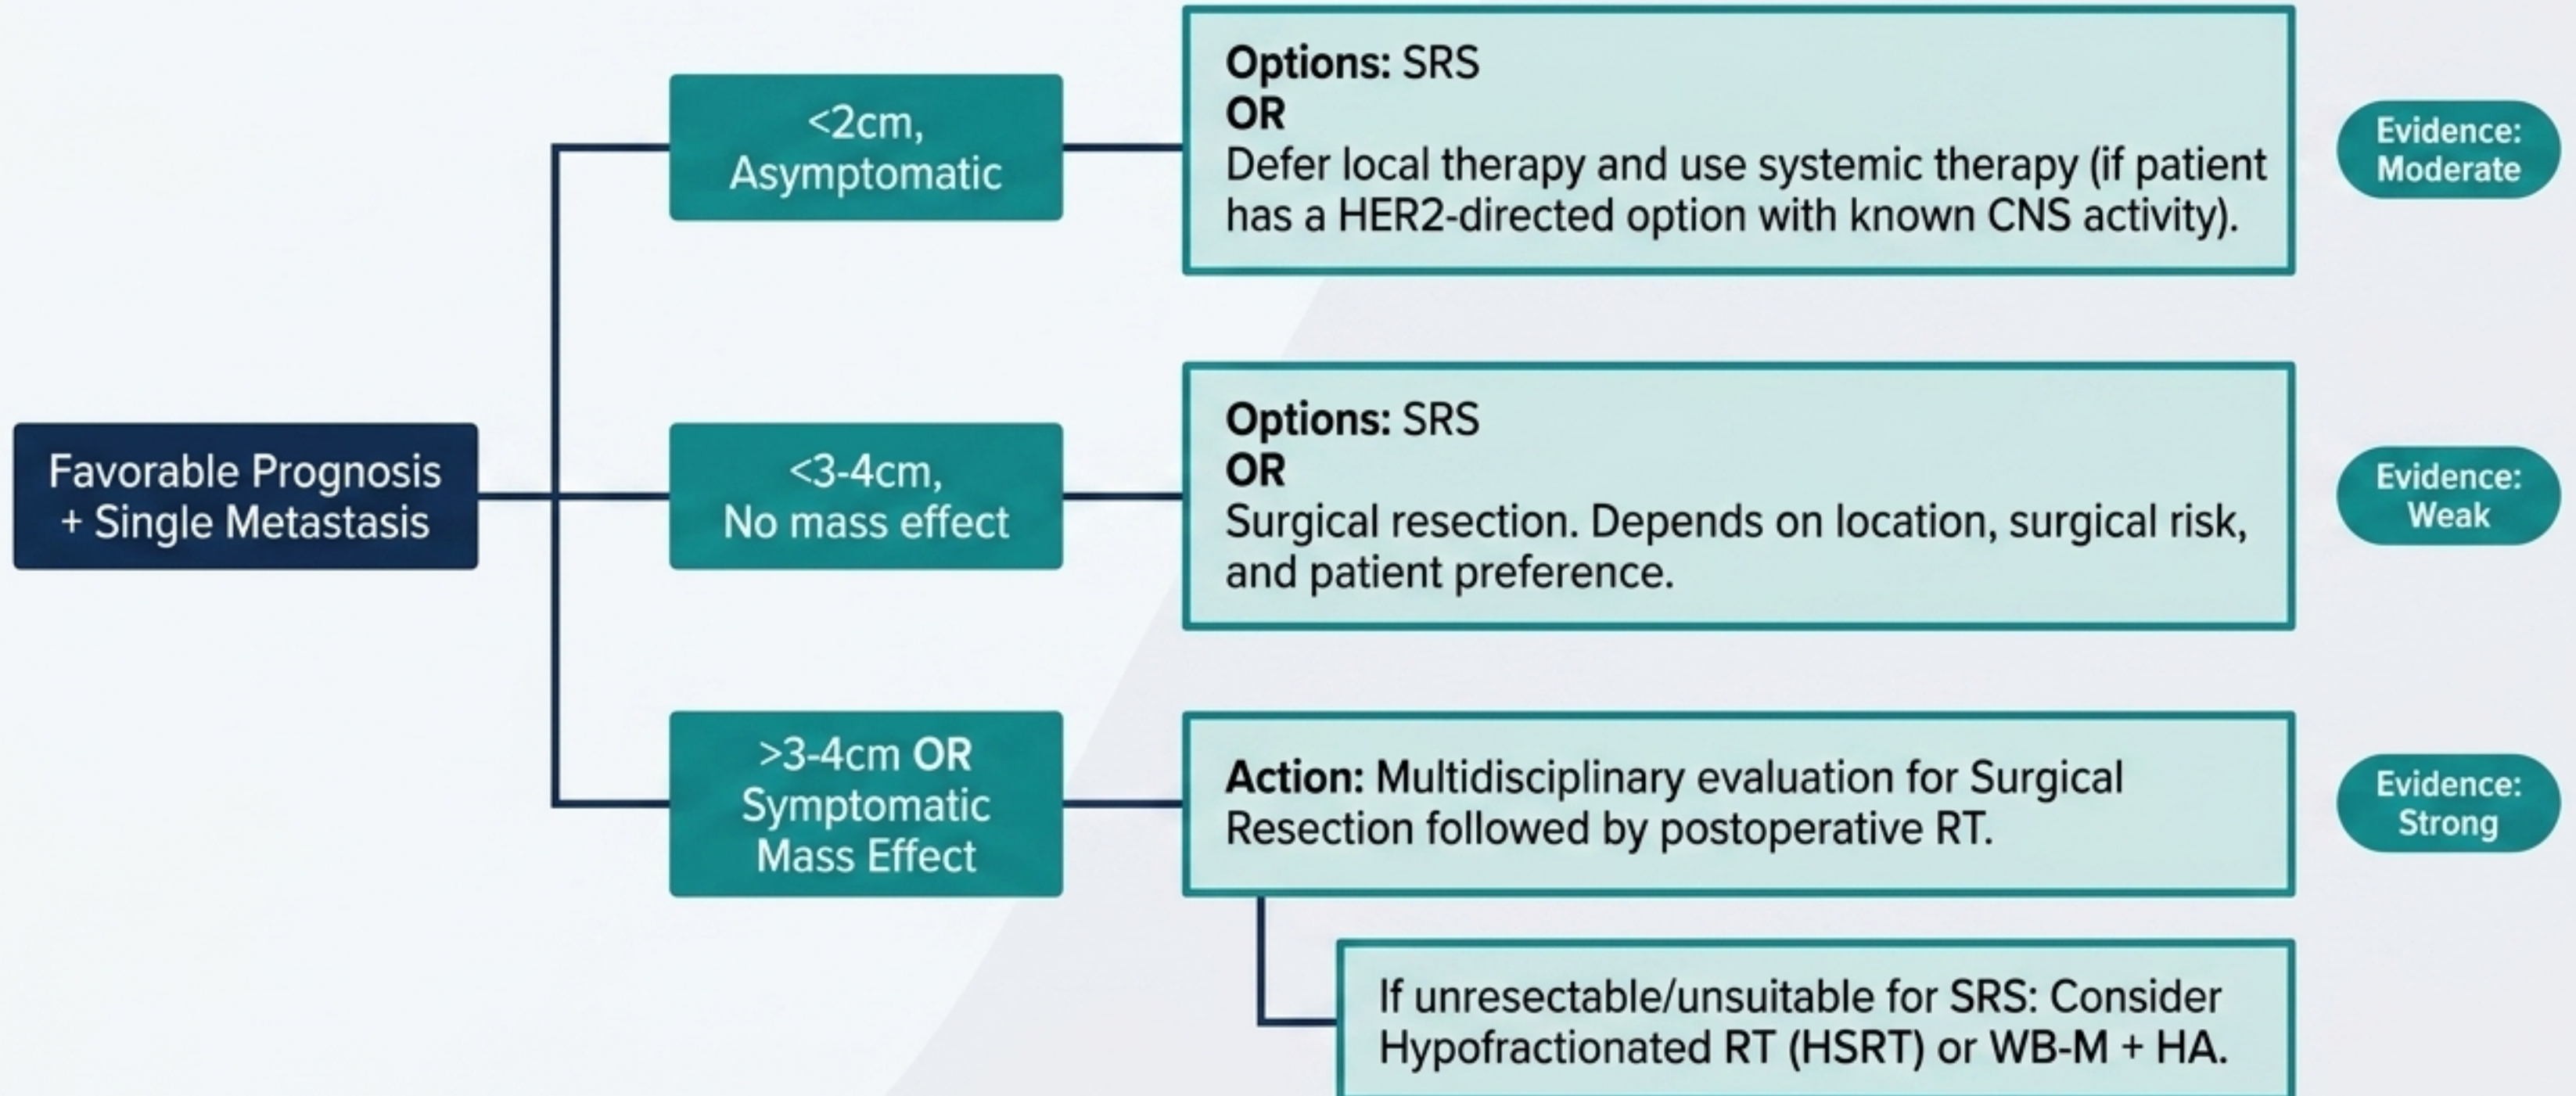 Favorable Prognosis
+ Single Metastasis
<2cm,
Asymptomatic
Options: SRS
OR
Defer local therapy and use systemic therapy (if patient
has a HER2-directed option with known CNS activity).
Evidence:
Moderate
<3-4cm,
No mass effect
Options: SRS
OR
Surgical resection. Depends on location, surgical risk,
and patient preference.
Evidence:
Weak
>3-4cm OR
Symptomatic
Mass Effect
Action: Multidisciplinary evaluation for Surgical
Resection followed by postoperative RT.
Evidence:
Strong
If unresectable/unsuitable for SRS: Consider
Hypofractionated RT (HSRT) or WB-M + HA.